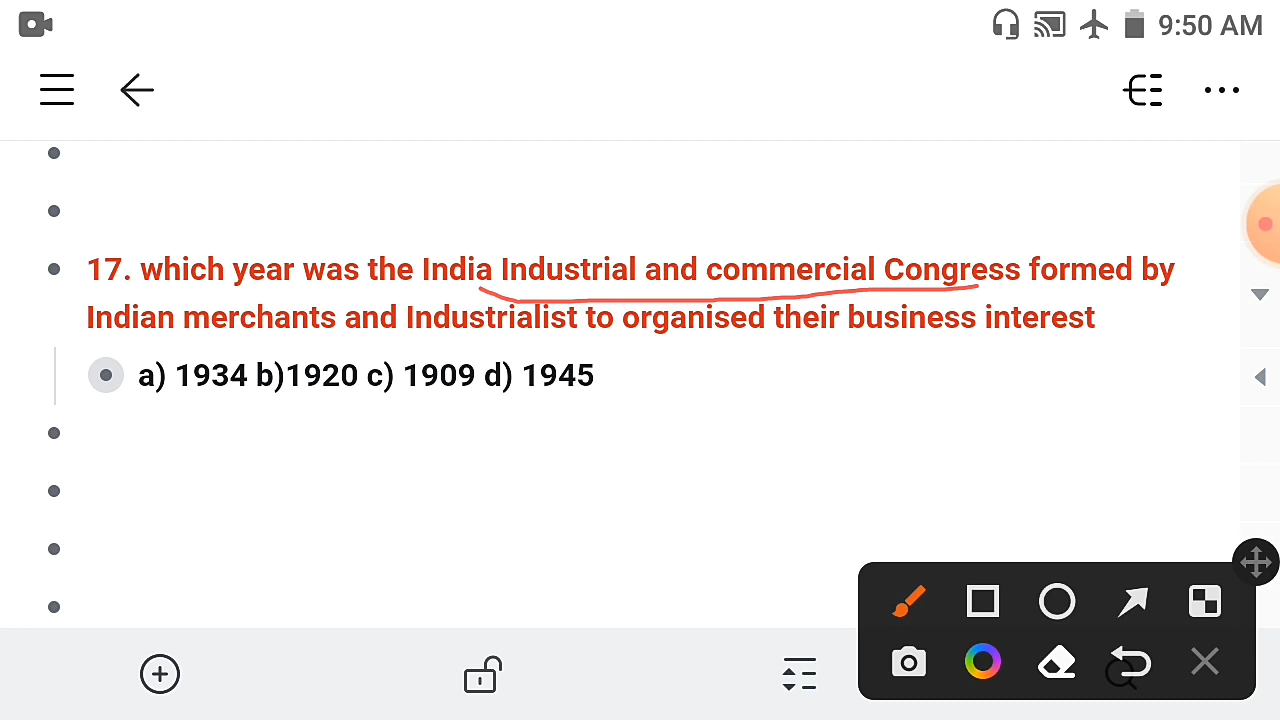 9:50 AM
17. which year was the India Industrial and commercial Congress formed by
Indian merchants and Industrialist to organised their business interest
a) 1934 b)1920 c) 1909 d) 1945